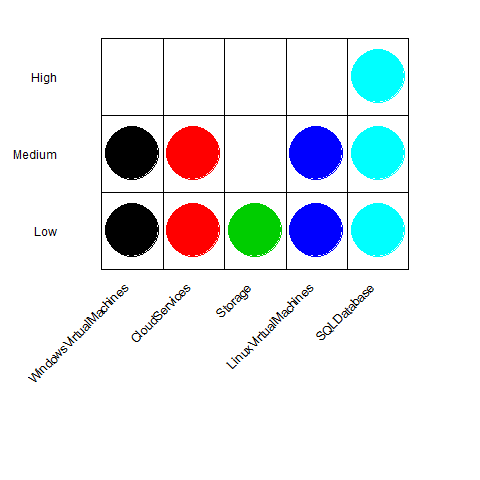 High
Medium
Low
WindowsVirtualMachines
CloudServices
Storage
LinuxVirtualMachines
SQLDatabase